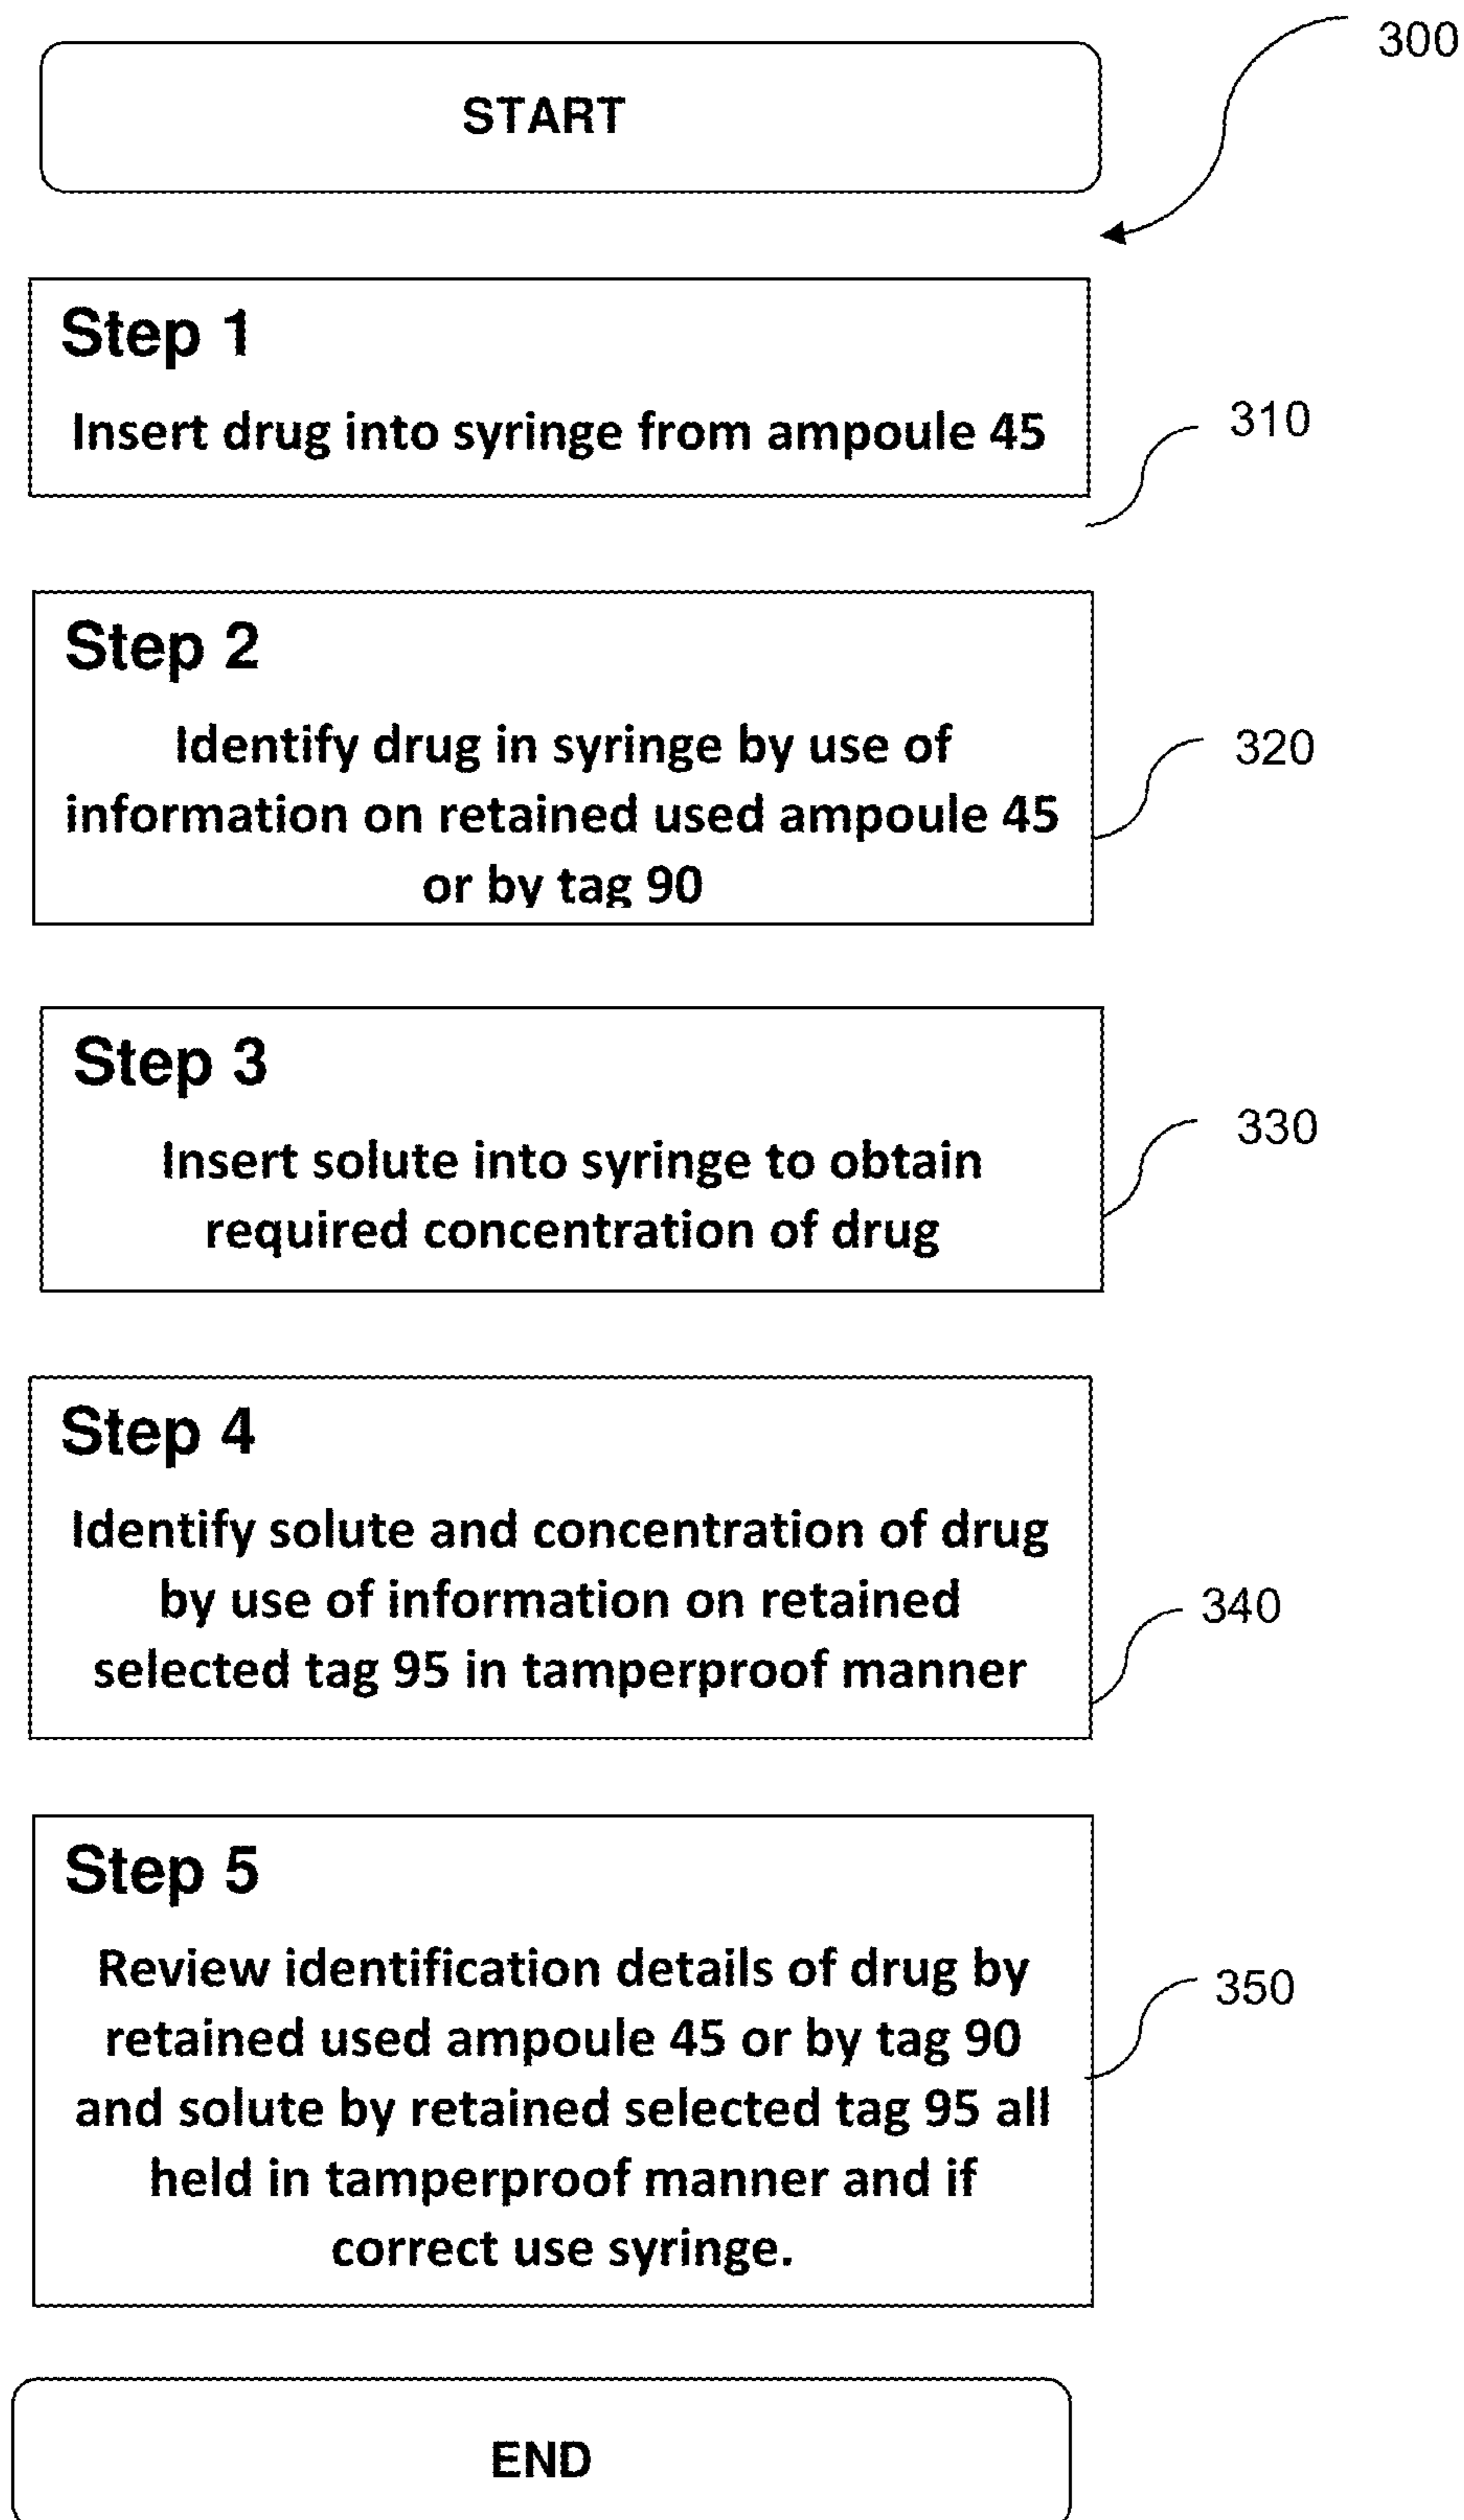 300
START
Step 1
Insert drug into syringe from ampoule 45
310
Step 2
Identify drug in syringe by use of
information on retained used ampoule 45
or by tag 90
320
Step 3
Insert solute into syringe to obtain
required concentration of drug
330
Step 4
Identify solute and concentration of drug
by use of information on retained
selected tag 95 in tamperproof manner
340
Step 5
Review identification details of drug by
retained used ampoule 45 or by tag 90
and solute by retained selected tag 95 all
held in tamperproof manner and if
correct use syringe.
350
END